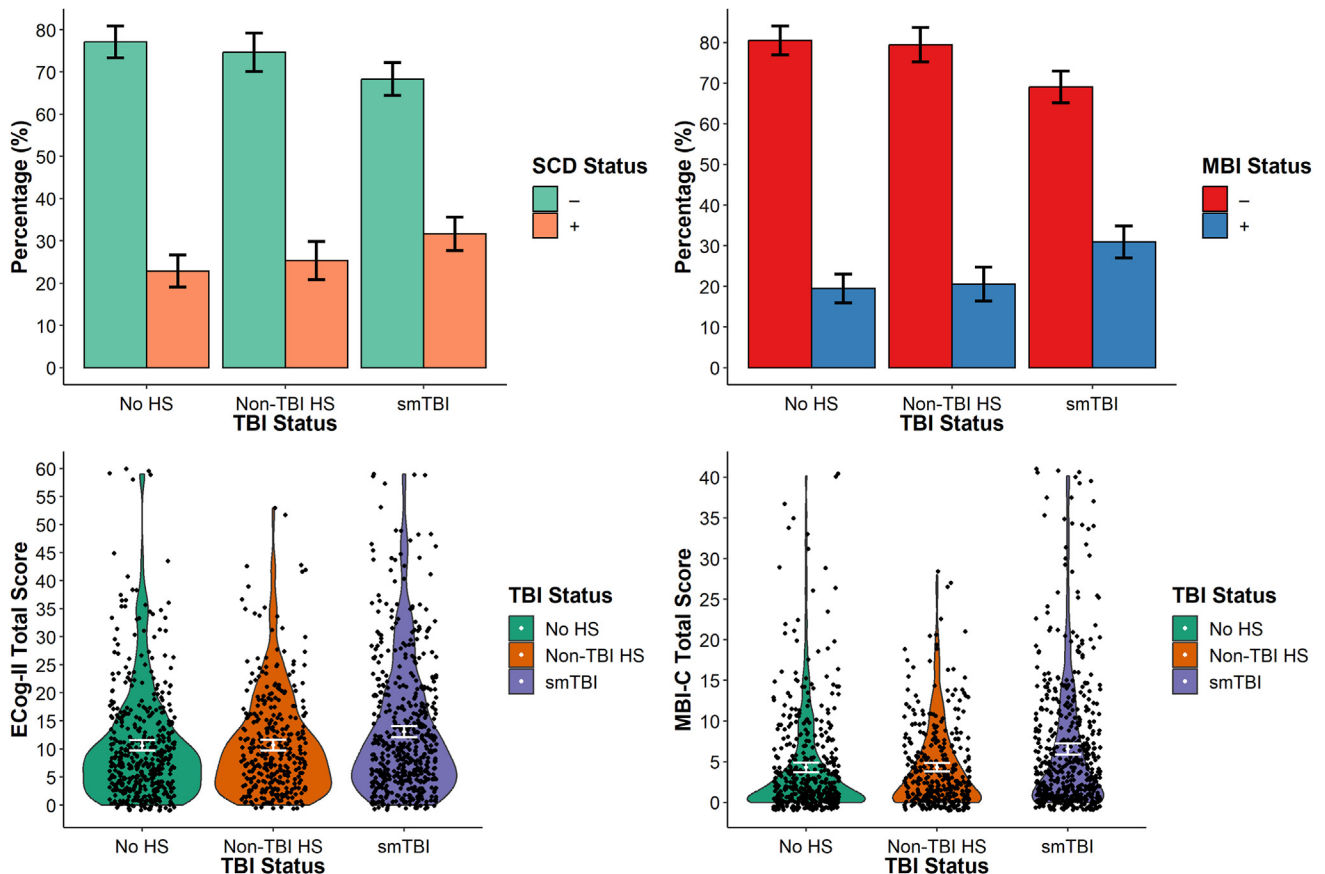 Percentage (%)
80
70
60
50
40
30
20
10
0
No HS
Non-TBI HS
smTBI
TBI Status
SCD Status
−
+
Percentage (%)
80
70
60
50
40
30
20
10
0
No HS
Non-TBI HS
smTBI
TBI Status
MBI Status
−
+
ECog-II Total Score
60
55
50
45
40
35
30
25
20
15
10
5
0
No HS
Non-TBI HS
smTBI
TBI Status
TBI Status
No HS
Non-TBI HS
smTBI
MBI-C Total Score
40
35
30
25
20
15
10
5
0
No HS
Non-TBI HS
smTBI
TBI Status
TBI Status
No HS
Non-TBI HS
smTBI